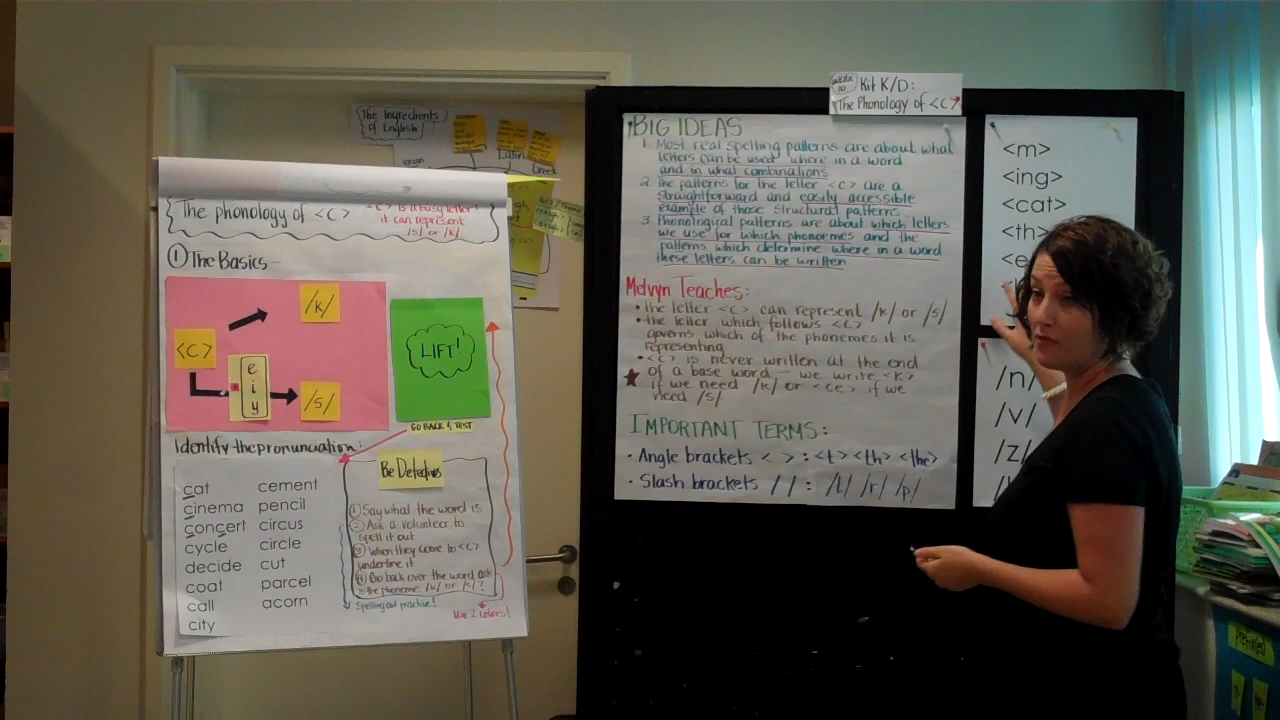 WEEK 10
Kit K/D:
The Phonology of <C>
The Ingredients
of English
Latin
Greek
The phonology of <C>
<C> is a busy letter!
it can represent
/s/ or /k/
① The Basics
/k/
<C>
e
i
y
/s/
LIFT!
GO BACK & TEST
Identify the pronunciation:
cat
cinema
concert
cycle
decide
coat
call
city
cement
pencil
circus
circle
cut
parcel
acorn
Be Detectives
① Say what the word is
② Ask a volunteer to
spell it out
③ When they come to <C>
underline it
④ Go back over the word ask
is the phoneme /k/ or /s/?
Spelling out practice!
Use 2 colors!
BIG IDEAS
1. Most real spelling patterns are about what
letters can be used where in a word
and in what combinations
2. The patterns for the letter <C> are a
straightforward and easily accessible
example of those structural patterns.
3. Phonological patterns are about which letters
we use for which phonemes and the
patterns which determine where in a word
these letters can be written
Melvyn Teaches:
• the letter <C> can represent /k/ or /s/
• the letter which follows <C>
governs which of the phonemes it is
representing
• <C> is never written at the end
of a base word – we write <K>
if we need /k/ or <ce> if we
need /s/
IMPORTANT TERMS:
• Angle brackets < > : <t> <th> <the>
• Slash brackets / / : /t/ /r/ /p/
<m>
<ing>
<cat>
<th>
<e
/n/
/v/
/z/
prefix(es)